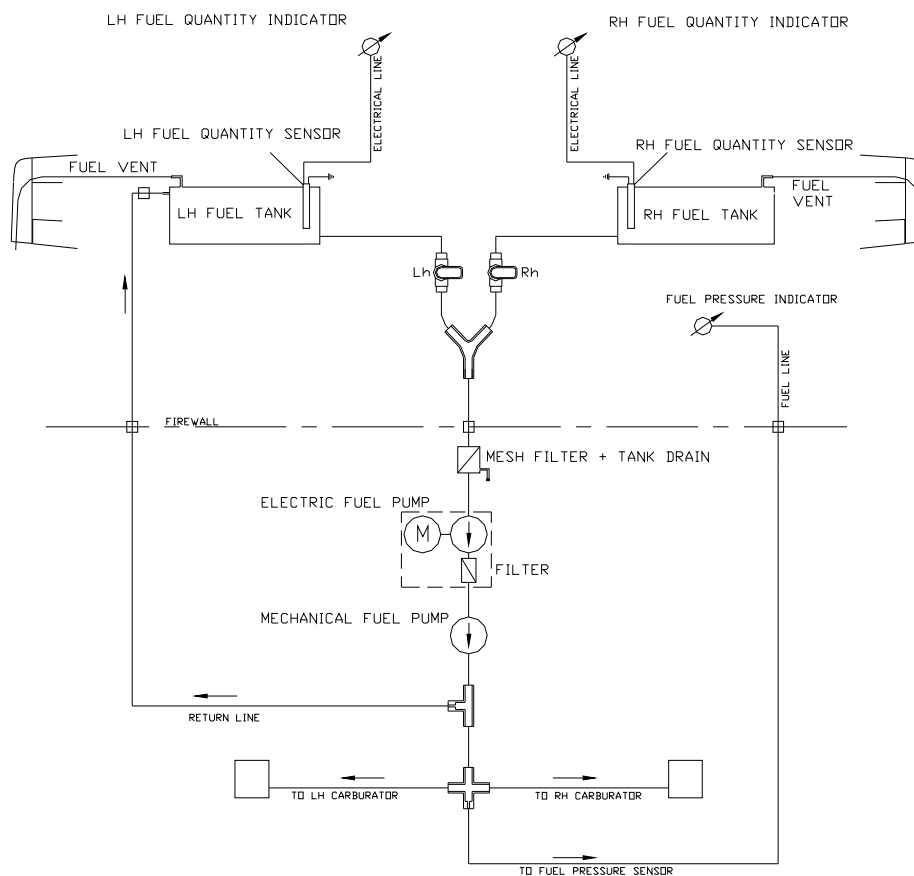 LH FUEL QUANTITY INDICATOR
RH FUEL QUANTITY INDICATOR
ELECTRICAL LINE
ELECTRICAL LINE
LH FUEL QUANTITY SENSOR
RH FUEL QUANTITY SENSOR
FUEL VENT
FUEL
VENT
LH FUEL TANK
RH FUEL TANK
Lh
Rh
FUEL PRESSURE INDICATOR
FUEL LINE
FIREWALL
MESH FILTER + TANK DRAIN
ELECTRIC FUEL PUMP
M
FILTER
MECHANICAL FUEL PUMP
RETURN LINE
TO LH CARBURATOR
TO RH CARBURATOR
TO FUEL PRESSURE SENSOR